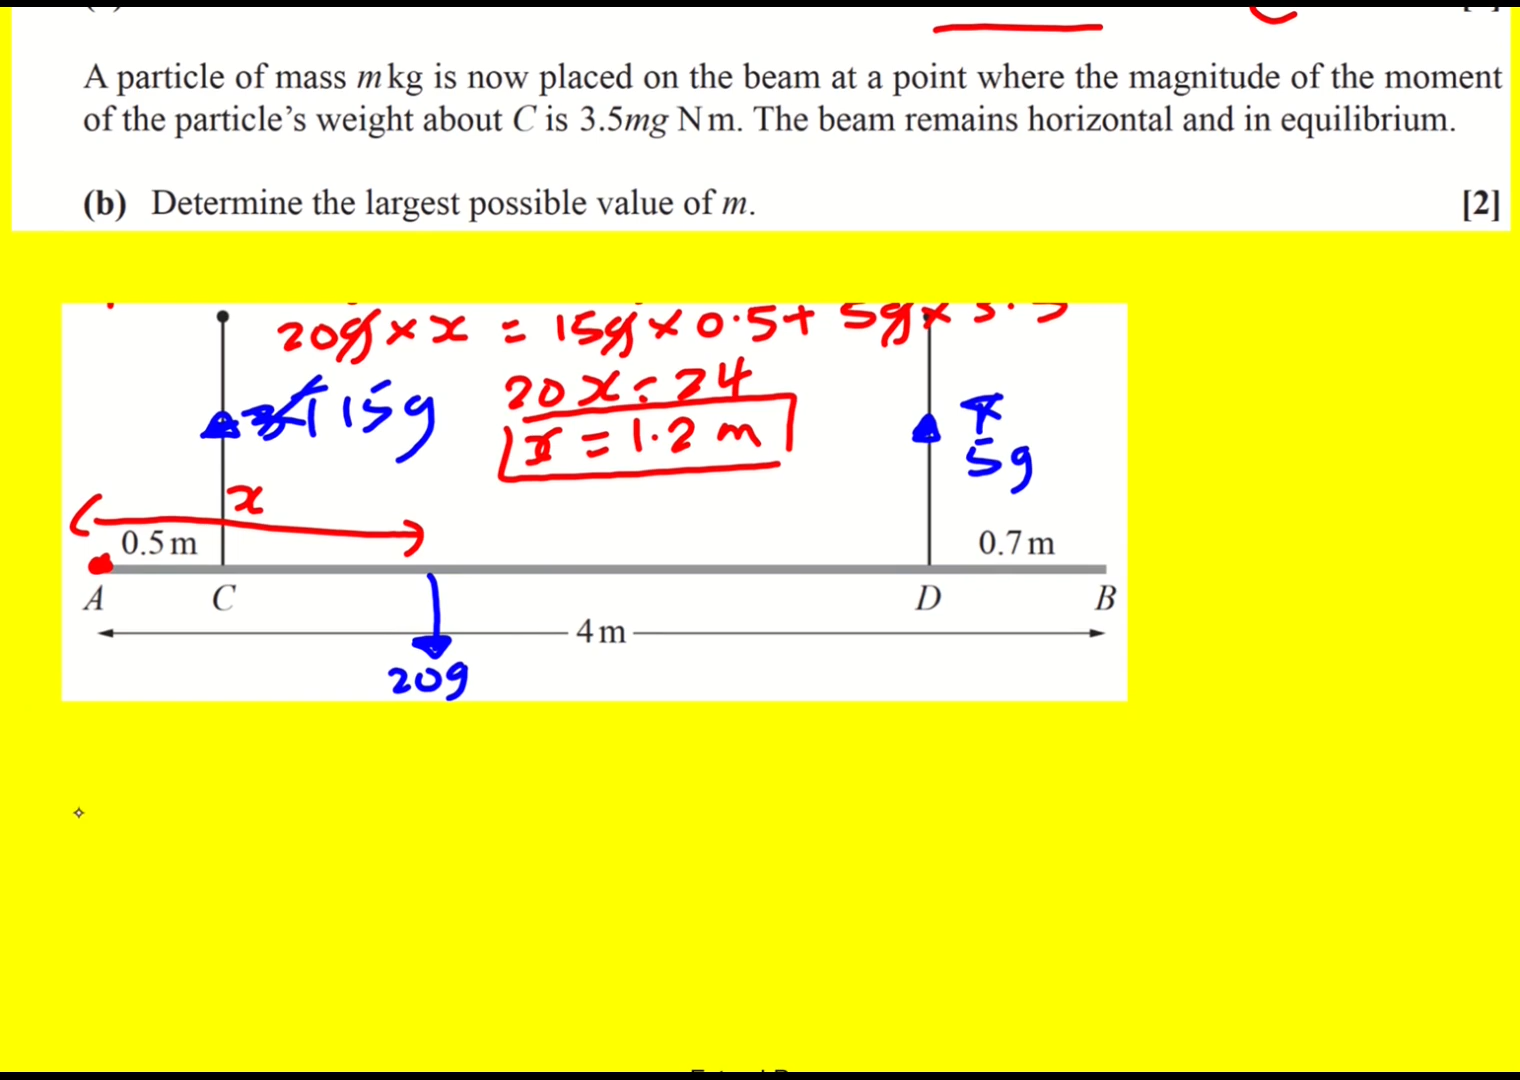 A particle of mass m kg is now placed on the beam at a point where the magnitude of the moment
of the particle's weight about C is 3.5mg N m. The beam remains horizontal and in equilibrium.
(b) Determine the largest possible value of m. [2]
20g × x = 15g × 0.5 + 5g ×
20x = 24
x = 1.2 m
15g
5g
x
0.5 m
0.7 m
A C D B
4 m
20g